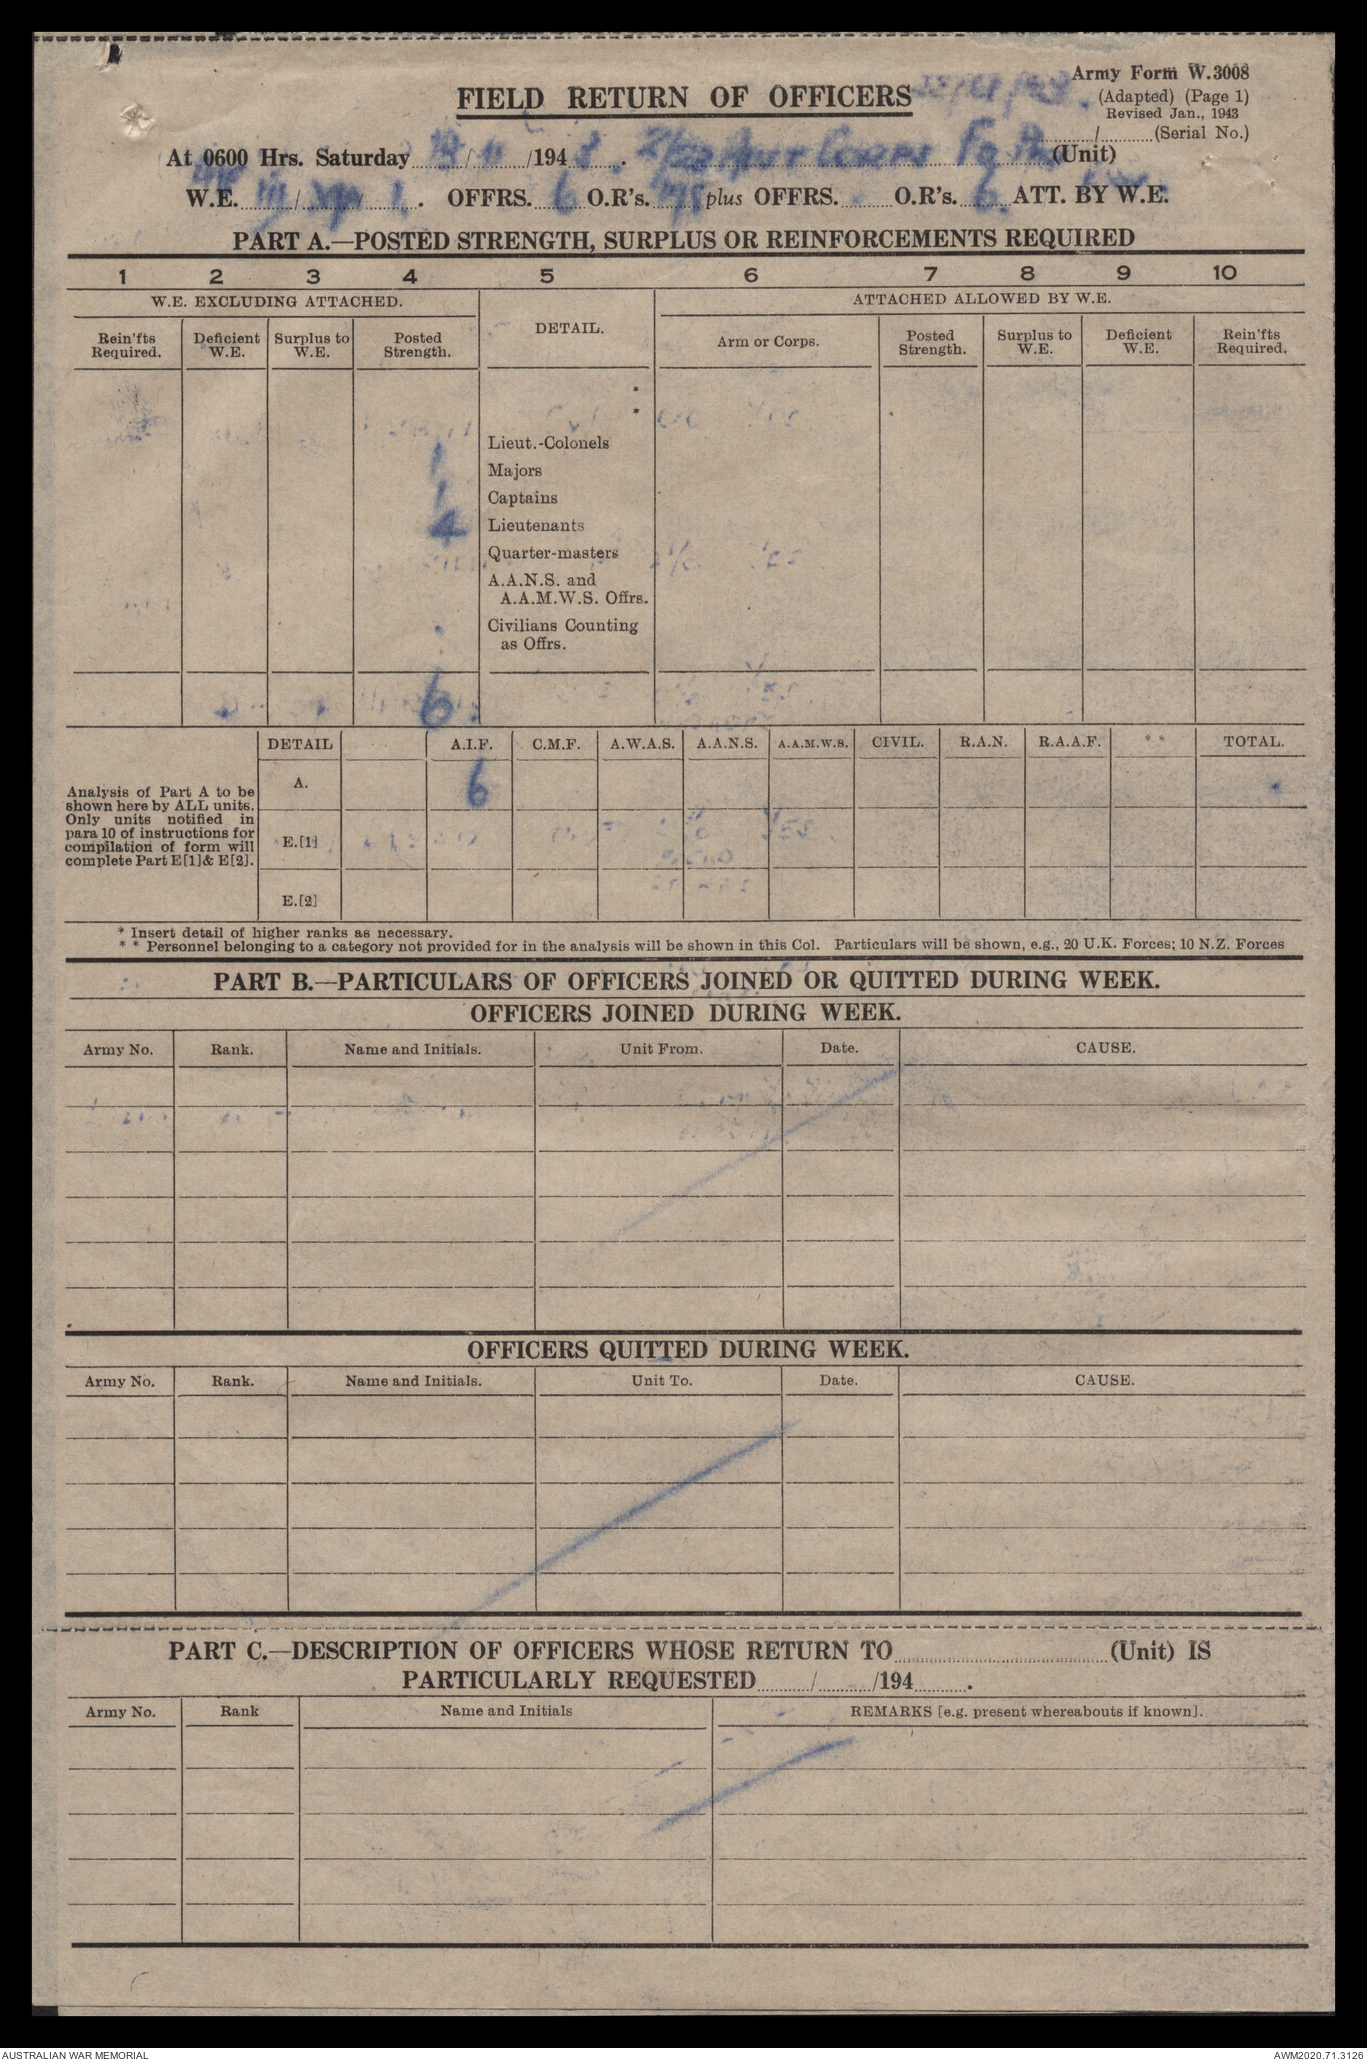 Army Form W.3008
FIELD RETURN OF OFFICERS
(Adapted) (Page 1)
Revised Jan., 1943
....../.........(Serial No.)
At 0600 Hrs. Saturday ....../ 11 /194 3. (Unit)
W.E. ....../....../...... 1. OFFRS. 6 O.R's. ...... plus OFFRS. ...... O.R's. 6 ATT. BY W.E.
PART A.—POSTED STRENGTH, SURPLUS OR REINFORCEMENTS REQUIRED
1 2 3 4 5 6 7 8 9 10
W.E. EXCLUDING ATTACHED. DETAIL. ATTACHED ALLOWED BY W.E.
Rein'fts Required. Deficient W.E. Surplus to W.E. Posted Strength. Arm or Corps. Posted Strength. Surplus to W.E. Deficient W.E. Rein'fts Required.
*
*
Lieut.-Colonels
1 Majors
1 Captains
4 Lieutenants
Quarter-masters
A.A.N.S. and
A.A.M.W.S. Offrs.
Civilians Counting
as Offrs.
6
DETAIL A.I.F. C.M.F. A.W.A.S. A.A.N.S. A.A.M.W.S. CIVIL. R.A.N. R.A.A.F. * * TOTAL.
A. 6
Analysis of Part A to be
shown here by ALL units.
Only units notified in
para 10 of instructions for
compilation of form will
complete Part E[1]& E[2].
E.[1]
E.[2]
* Insert detail of higher ranks as necessary.
* * Personnel belonging to a category not provided for in the analysis will be shown in this Col. Particulars will be shown, e.g., 20 U.K. Forces; 10 N.Z. Forces
PART B.—PARTICULARS OF OFFICERS JOINED OR QUITTED DURING WEEK.
OFFICERS JOINED DURING WEEK.
Army No. Rank. Name and Initials. Unit From. Date. CAUSE.
OFFICERS QUITTED DURING WEEK.
Army No. Rank. Name and Initials. Unit To. Date. CAUSE.
PART C.—DESCRIPTION OF OFFICERS WHOSE RETURN TO....................(Unit) IS
PARTICULARLY REQUESTED........../........../194..........
Army No. Rank Name and Initials REMARKS [e.g. present whereabouts if known].
AUSTRALIAN WAR MEMORIAL AWM2020.71.3126